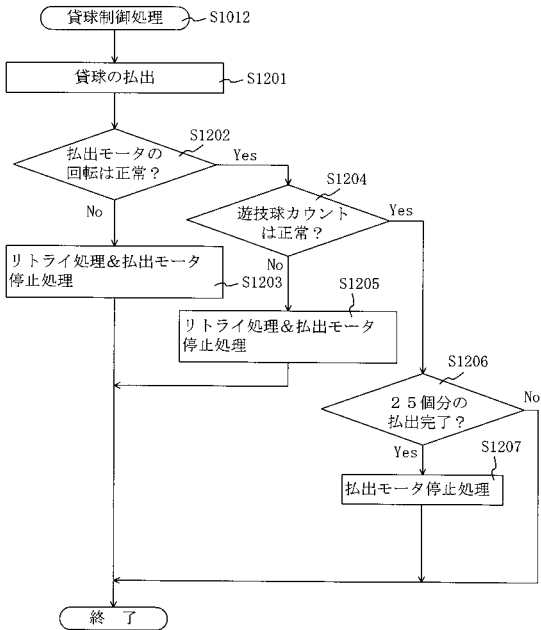 貸球制御処理
S1012
貸球の払出
S1201
S1202
払出モータの
回転は正常？
Yes
No
S1204
遊技球カウント
は正常？
Yes
No
リトライ処理＆払出モータ
停止処理
S1203
S1205
リトライ処理＆払出モータ
停止処理
S1206
２５個分の
払出完了？
No
Yes
S1207
払出モータ停止処理
終 了